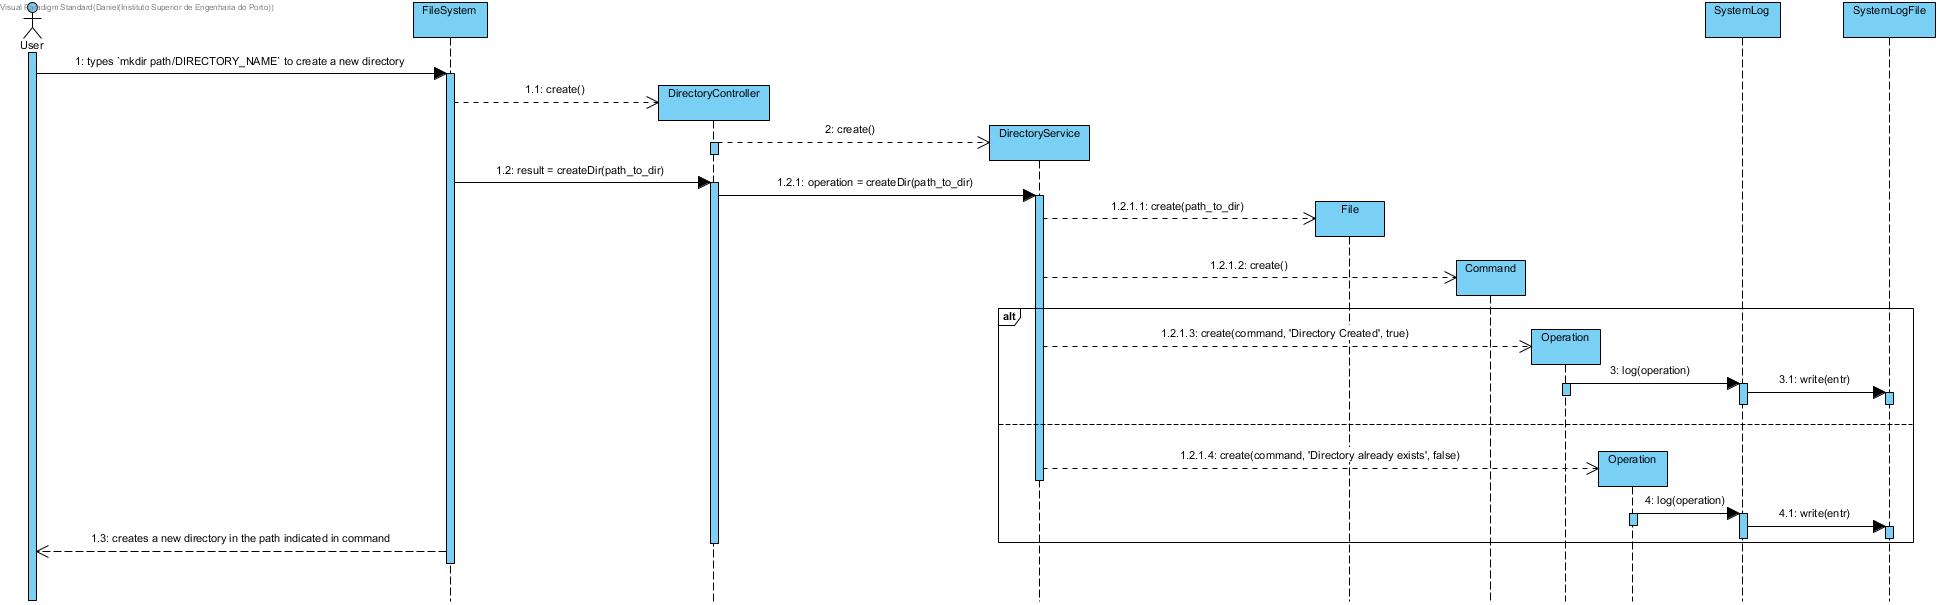 Visual Paradigm Standard(Daniel(Instituto Superior de Engenharia do Porto))
FileSystem
SystemLog
SystemLogFile
User
1: types `mkdir path/DIRECTORY_NAME` to create a new directory
1.1: create()
DirectoryController
2: create()
DirectoryService
1.2: result = createDir(path_to_dir)
1.2.1: operation = createDir(path_to_dir)
1.2.1.1: create(path_to_dir)
File
1.2.1.2: create()
Command
alt
1.2.1.3: create(command, 'Directory Created', true)
Operation
3: log(operation)
3.1: write(entr)
1.2.1.4: create(command, 'Directory already exists', false)
Operation
4: log(operation)
4.1: write(entr)
1.3: creates a new directory in the path indicated in command